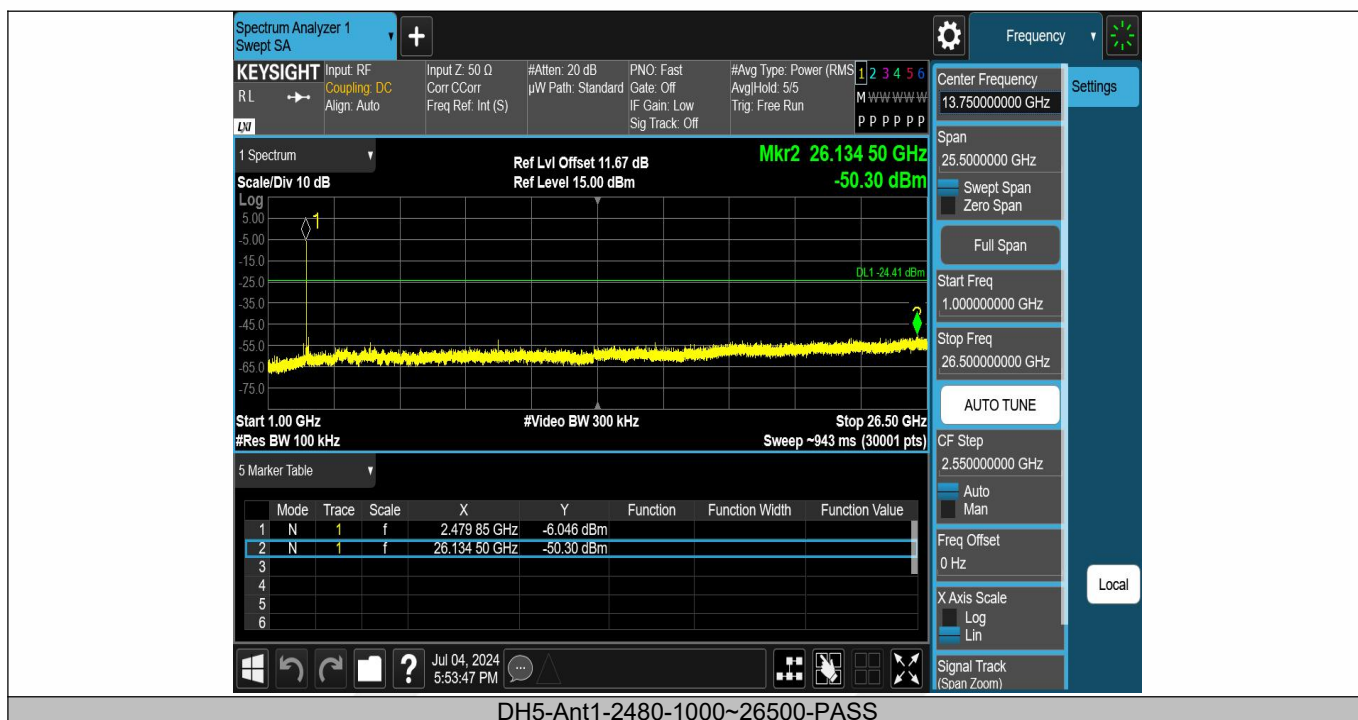 Spectrum Analyzer 1
Swept SA
+
Frequency
KEYSIGHT
RL
LXI
Input: RF
Coupling: DC
Align: Auto
Input Z: 50 Ω
Corr CCorr
Freq Ref: Int (S)
#Atten: 20 dB
µW Path: Standard
PNO: Fast
Gate: Off
IF Gain: Low
Sig Track: Off
#Avg Type: Power (RMS
Avg|Hold: 5/5
Trig: Free Run
1 2 3 4 5 6
M W W W W W
P P P P P P
1 Spectrum
Scale/Div 10 dB
Ref Lvl Offset 11.67 dB
Ref Level 15.00 dBm
Mkr2 26.134 50 GHz
-50.30 dBm
Log
5.00
-5.00
-15.0
-25.0
-35.0
-45.0
-55.0
-65.0
-75.0
1
DL1 -24.41 dBm
Start 1.00 GHz
#Video BW 300 kHz
Stop 26.50 GHz
#Res BW 100 kHz
Sweep ~943 ms (30001 pts)
5 Marker Table
Mode Trace Scale X Y Function Function Width Function Value
1 N 1 f 2.479 85 GHz -6.046 dBm
2 N 1 f 26.134 50 GHz -50.30 dBm
3
4
5
6
Jul 04, 2024
5:53:47 PM
?
Center Frequency
13.750000000 GHz
Settings
Span
25.5000000 GHz
Swept Span
Zero Span
Full Span
Start Freq
1.000000000 GHz
Stop Freq
26.500000000 GHz
AUTO TUNE
CF Step
2.550000000 GHz
Auto
Man
Freq Offset
0 Hz
X Axis Scale
Log
Lin
Local
Signal Track
(Span Zoom)
DH5-Ant1-2480-1000~26500-PASS